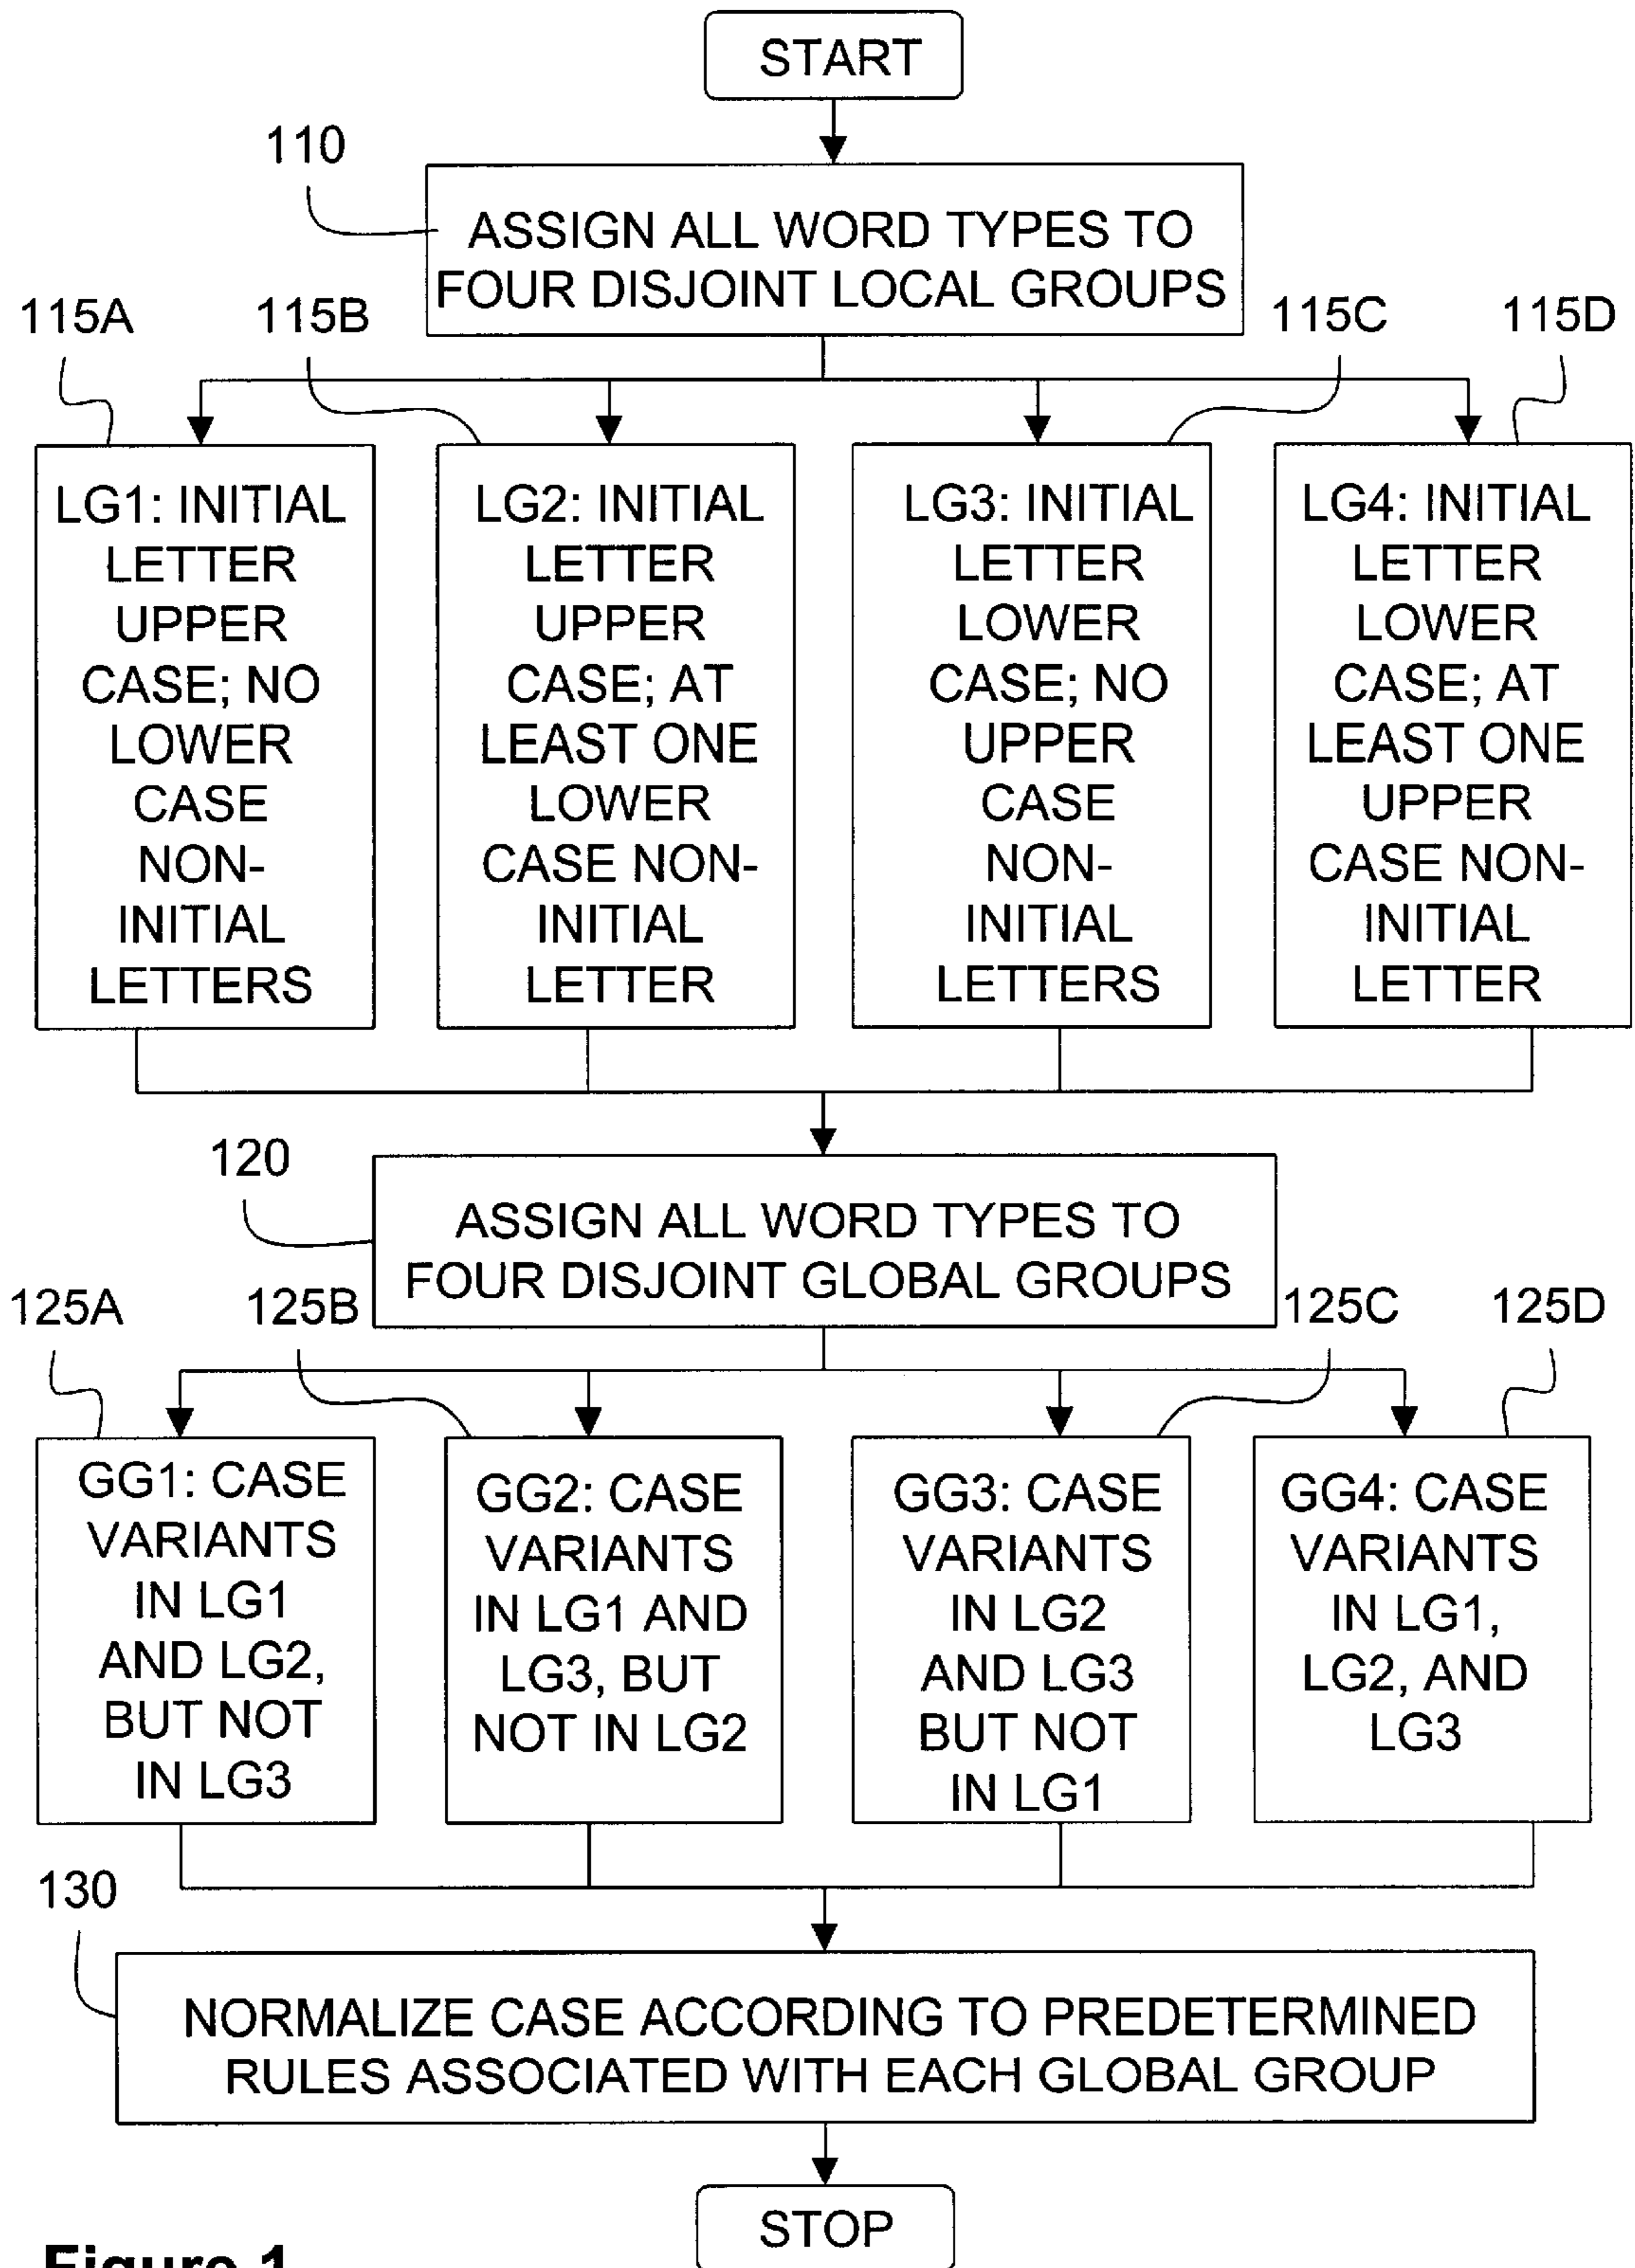 START
110
ASSIGN ALL WORD TYPES TO
FOUR DISJOINT LOCAL GROUPS
115A
115B
115C
115D
LG1: INITIAL
LETTER
UPPER
CASE; NO
LOWER
CASE
NON-
INITIAL
LETTERS
LG2: INITIAL
LETTER
UPPER
CASE; AT
LEAST ONE
LOWER
CASE NON-
INITIAL
LETTER
LG3: INITIAL
LETTER
LOWER
CASE; NO
UPPER
CASE
NON-
INITIAL
LETTERS
LG4: INITIAL
LETTER
LOWER
CASE; AT
LEAST ONE
UPPER
CASE NON-
INITIAL
LETTER
120
ASSIGN ALL WORD TYPES TO
FOUR DISJOINT GLOBAL GROUPS
125A
125B
125C
125D
GG1: CASE
VARIANTS
IN LG1
AND LG2,
BUT NOT
IN LG3
GG2: CASE
VARIANTS
IN LG1 AND
LG3, BUT
NOT IN LG2
GG3: CASE
VARIANTS
IN LG2
AND LG3
BUT NOT
IN LG1
GG4: CASE
VARIANTS
IN LG1,
LG2, AND
LG3
130
NORMALIZE CASE ACCORDING TO PREDETERMINED
RULES ASSOCIATED WITH EACH GLOBAL GROUP
STOP
Figure 1